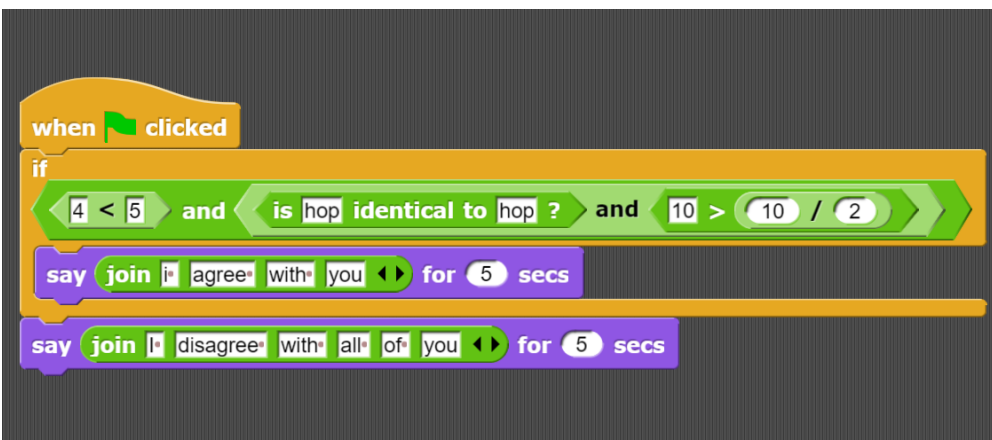 when clicked
if
4 < 5 and is hop identical to hop ? and 10 > 10 / 2
say join i agree with you for 5 secs
say join I disagree with all of you for 5 secs